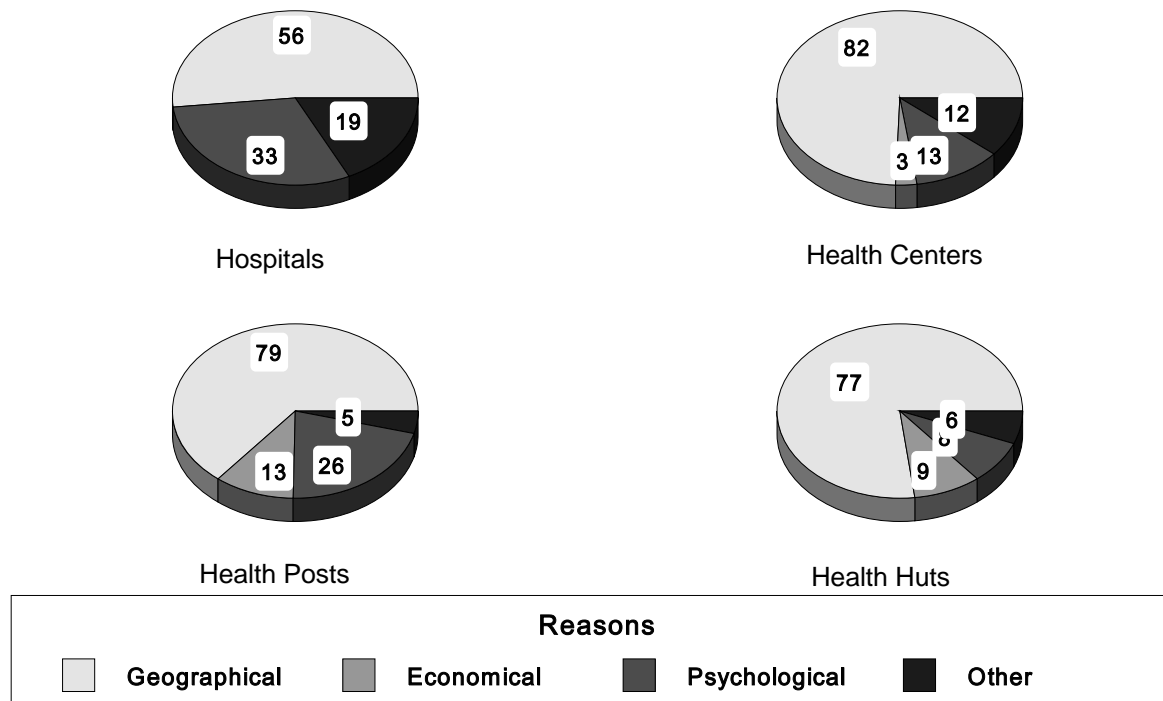 56
19
33
Hospitals
82
12
3
13
Health Centers
79
5
13
26
Health Posts
77
6
9
Health Huts
Reasons
Geographical Economical Psychological Other